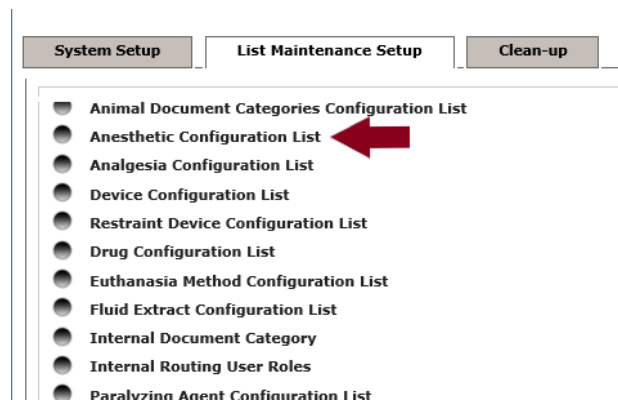 System Setup
List Maintenance Setup
Clean-up
Animal Document Categories Configuration List
Anesthetic Configuration List
Analgesia Configuration List
Device Configuration List
Restraint Device Configuration List
Drug Configuration List
Euthanasia Method Configuration List
Fluid Extract Configuration List
Internal Document Category
Internal Routing User Roles
Paralyzing Agent Configuration List